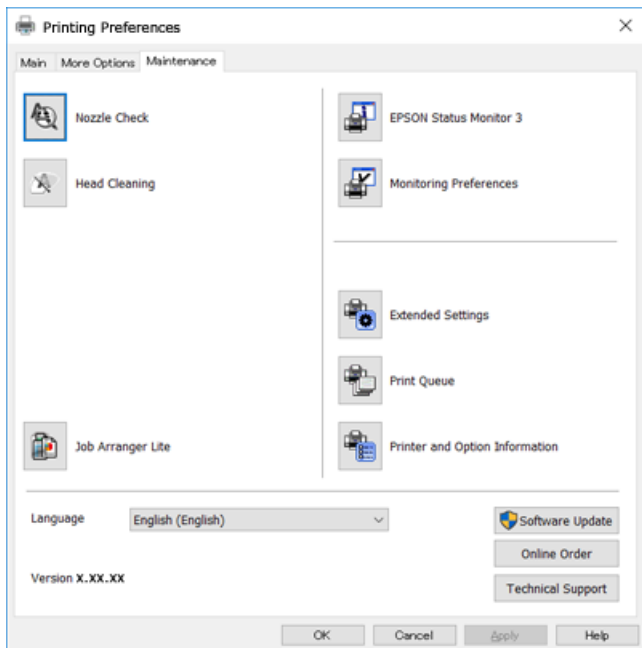 Printing Preferences
Main More Options Maintenance
Nozzle Check
EPSON Status Monitor 3
Head Cleaning
Monitoring Preferences
Extended Settings
Print Queue
Job Arranger Lite
Printer and Option Information
Language English (English)
Software Update
Online Order
Version X.XX.XX
Technical Support
OK Cancel Apply Help